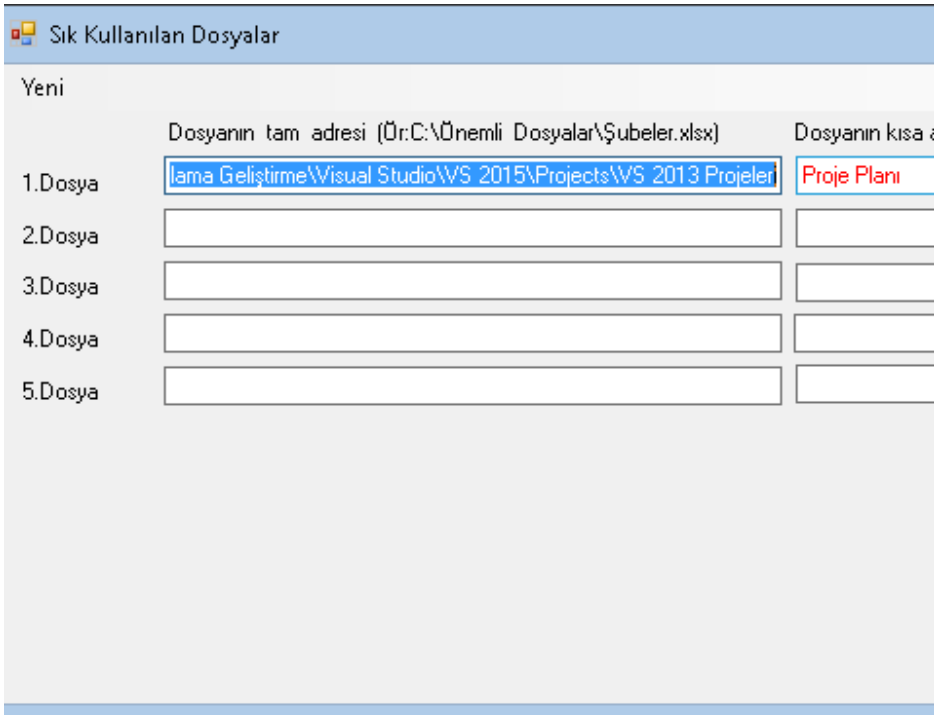 Sık Kullanılan Dosyalar
Yeni
Dosyanın tam adresi (Ör:C:\Önemli Dosyalar\Şubeler.xlsx) Dosyanın kısa
1.Dosya lama Geliştirme\Visual Studio\VS 2015\Projects\VS 2013 Projeleri Proje Planı
2.Dosya
3.Dosya
4.Dosya
5.Dosya